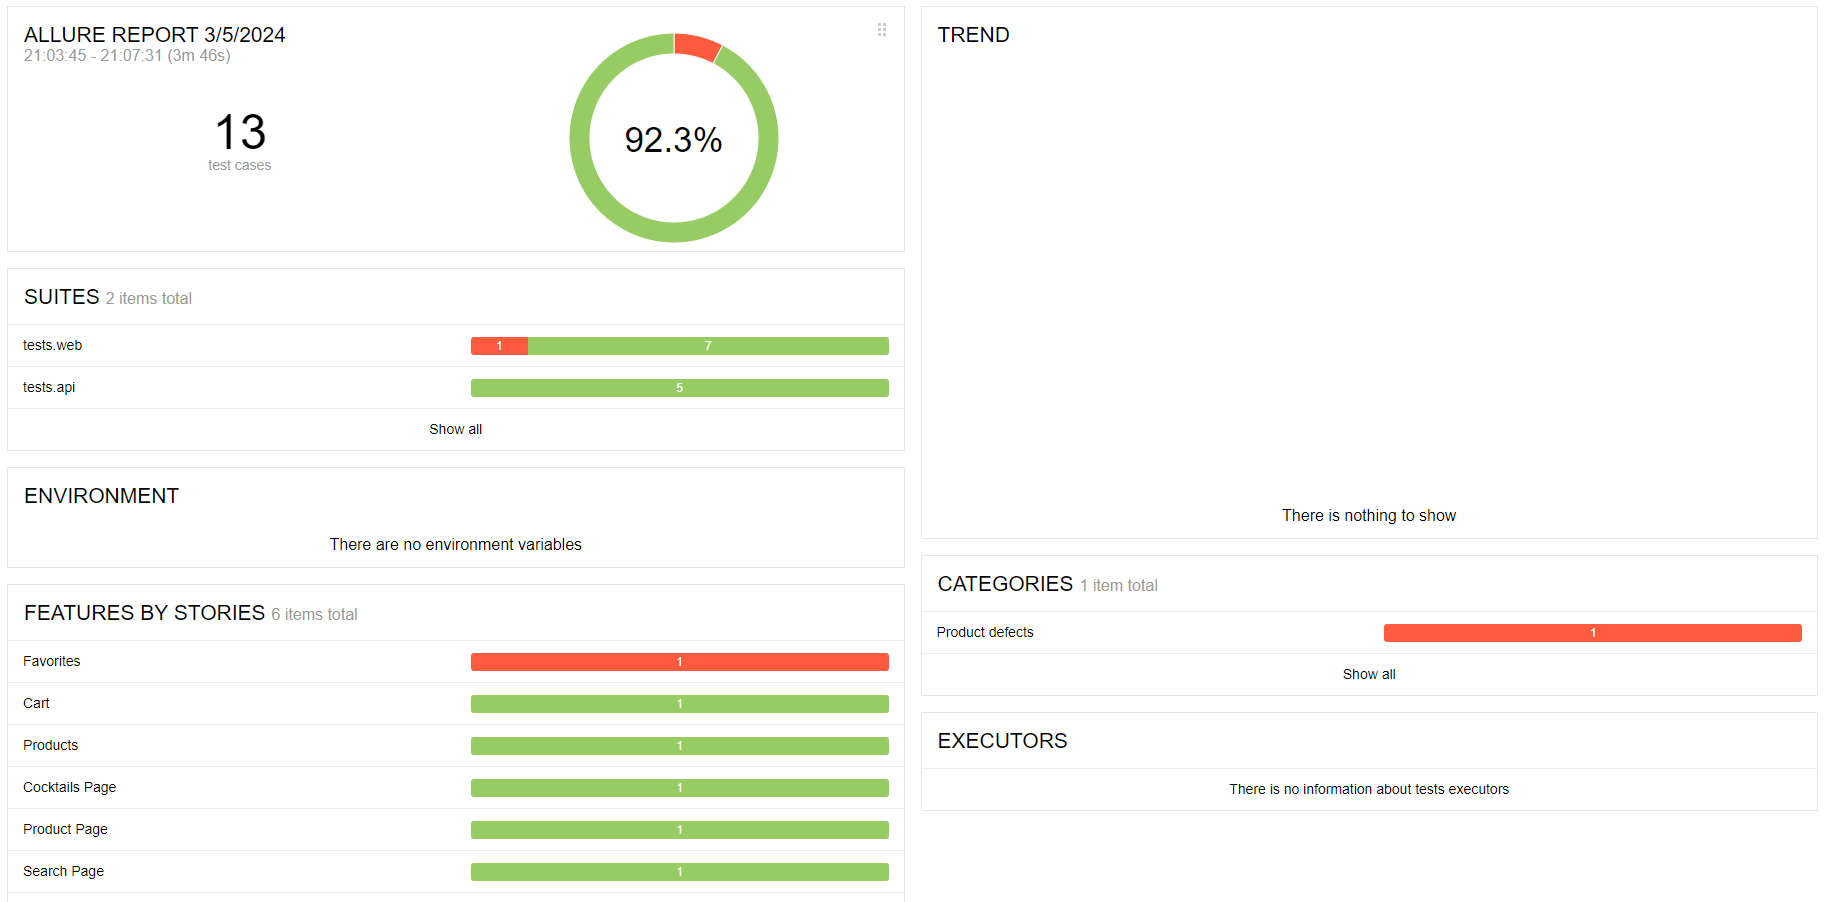 ALLURE REPORT 3/5/2024
21:03:45 - 21:07:31 (3m 46s)
13
test cases
92.3%
SUITES 2 items total
tests.web 1 7
tests.api 5
Show all
ENVIRONMENT
There are no environment variables
FEATURES BY STORIES 6 items total
Favorites 1
Cart 1
Products 1
Cocktails Page 1
Product Page 1
Search Page 1
TREND
There is nothing to show
CATEGORIES 1 item total
Product defects 1
Show all
EXECUTORS
There is no information about tests executors